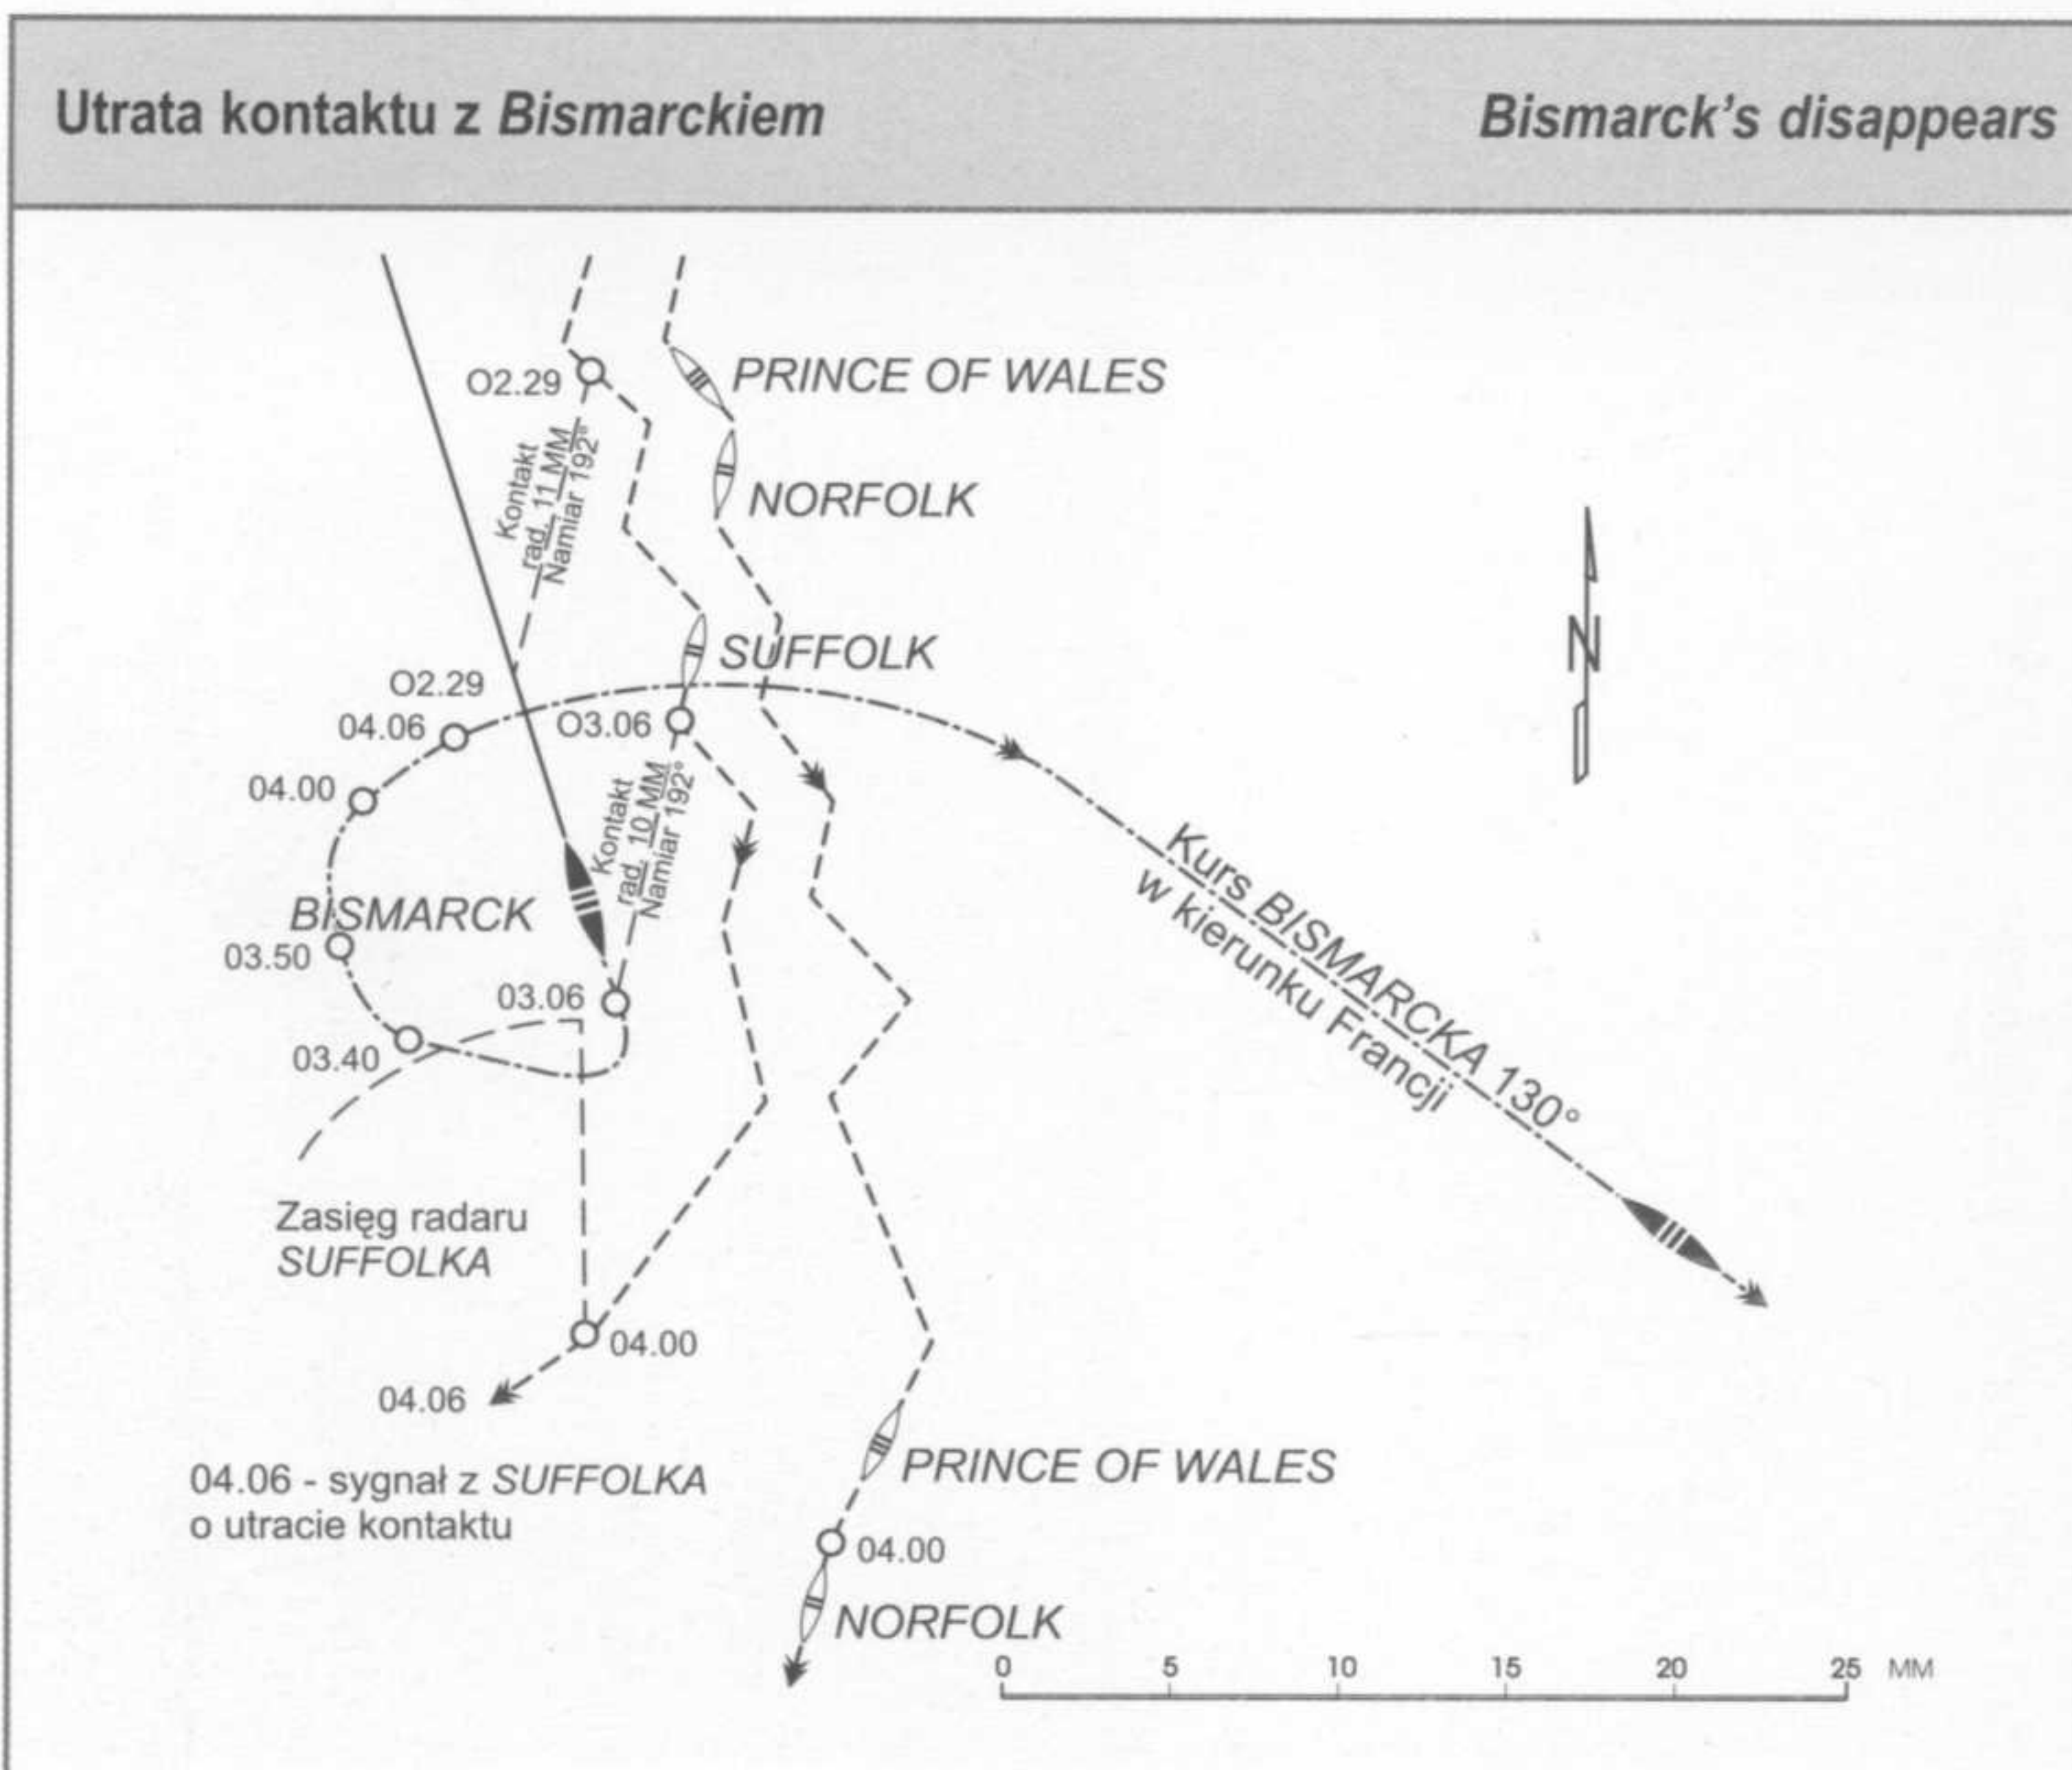 Utrata kontaktu z Bismarckiem
Bismarck's disappears
PRINCE OF WALES
O2.29
Kontakt
rad. 11 MM
Namiar 192°
NORFOLK
N
SUFFOLK
O2.29
04.06
O3.06
04.00
Kontakt
rad. 10 MM
Namiar 192°
BISMARCK
03.50
03.06
03.40
Kurs BISMARCKA 130°
w kierunku Francji
Zasięg radaru
SUFFOLKA
04.00
04.06
04.06 - sygnał z SUFFOLKA
o utracie kontaktu
PRINCE OF WALES
04.00
NORFOLK
0 5 10 15 20 25 MM